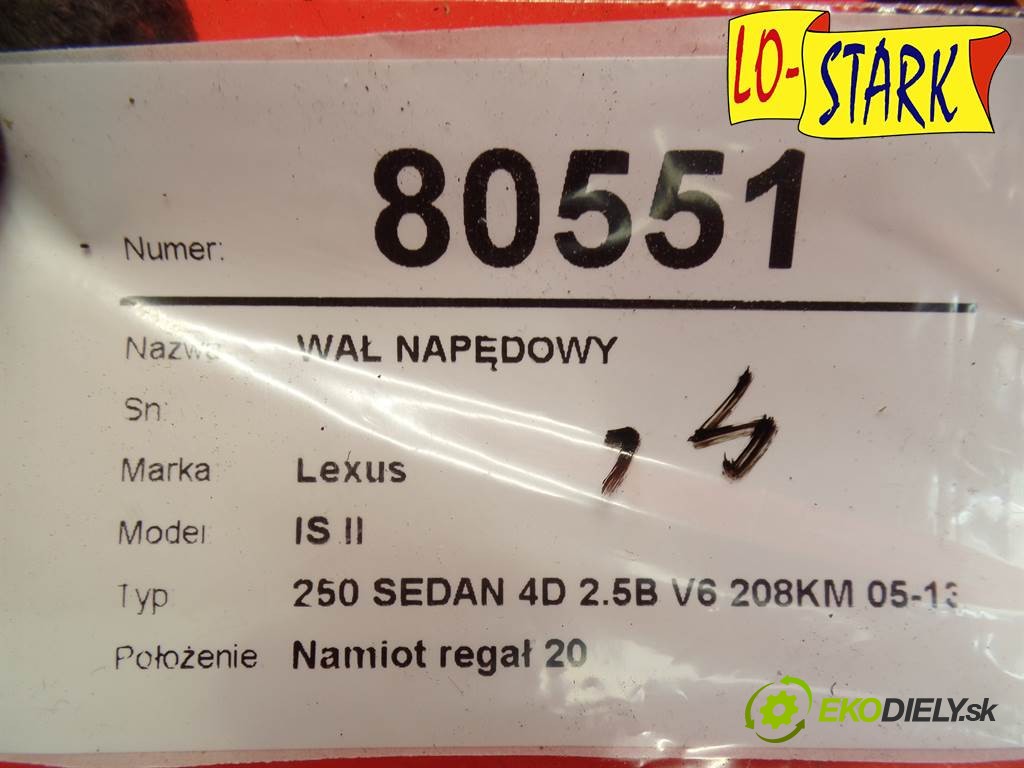 LO-STARK
Numer: 80551
Nazwa WAŁ NAPĘDOWY
Sn
Marka Lexus
Model IS II
Typ 250 SEDAN 4D 2.5B V6 208KM 05-13
Położenie Namiot regał 20
EKODIELY.sk